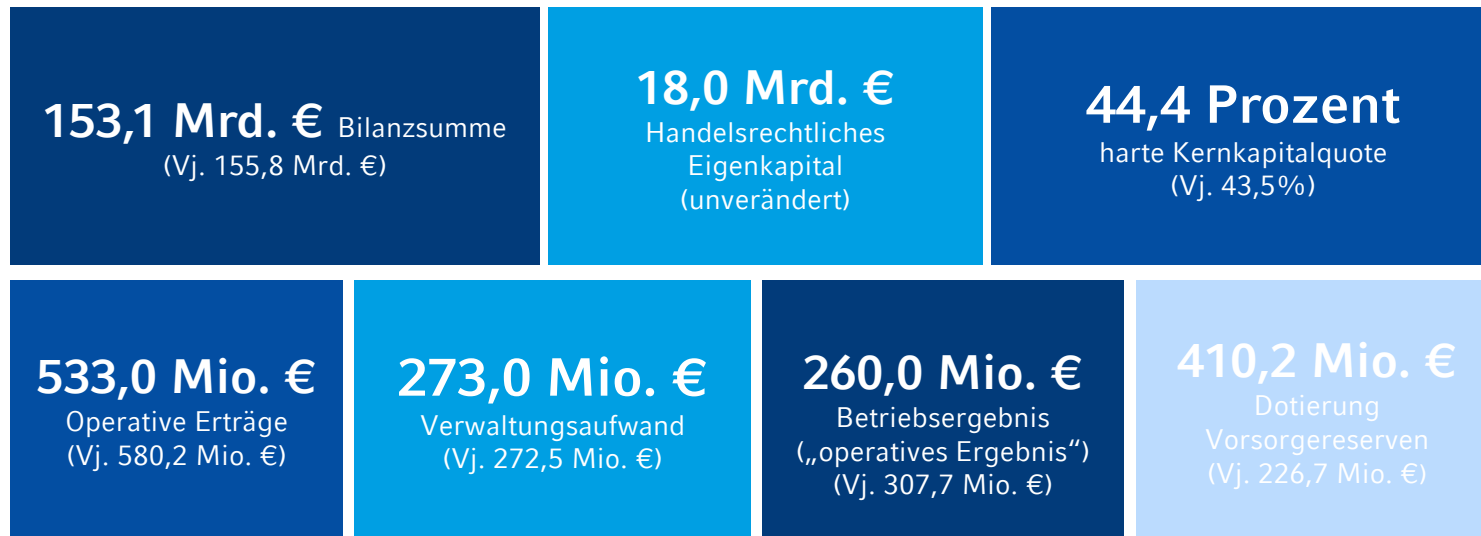 153,1 Mrd. € Bilanzsumme
(Vj. 155,8 Mrd. €)
18,0 Mrd. €
Handelsrechtliches
Eigenkapital
(unverändert)
44,4 Prozent
harte Kernkapitalquote
(Vj. 43,5%)
533,0 Mio. €
Operative Erträge
(Vj. 580,2 Mio. €)
273,0 Mio. €
Verwaltungsaufwand
(Vj. 272,5 Mio. €)
260,0 Mio. €
Betriebsergebnis
(„operatives Ergebnis“)
(Vj. 307,7 Mio. €)
410,2 Mio. €
Dotierung
Vorsorgereserven
(Vj. 226,7 Mio. €)